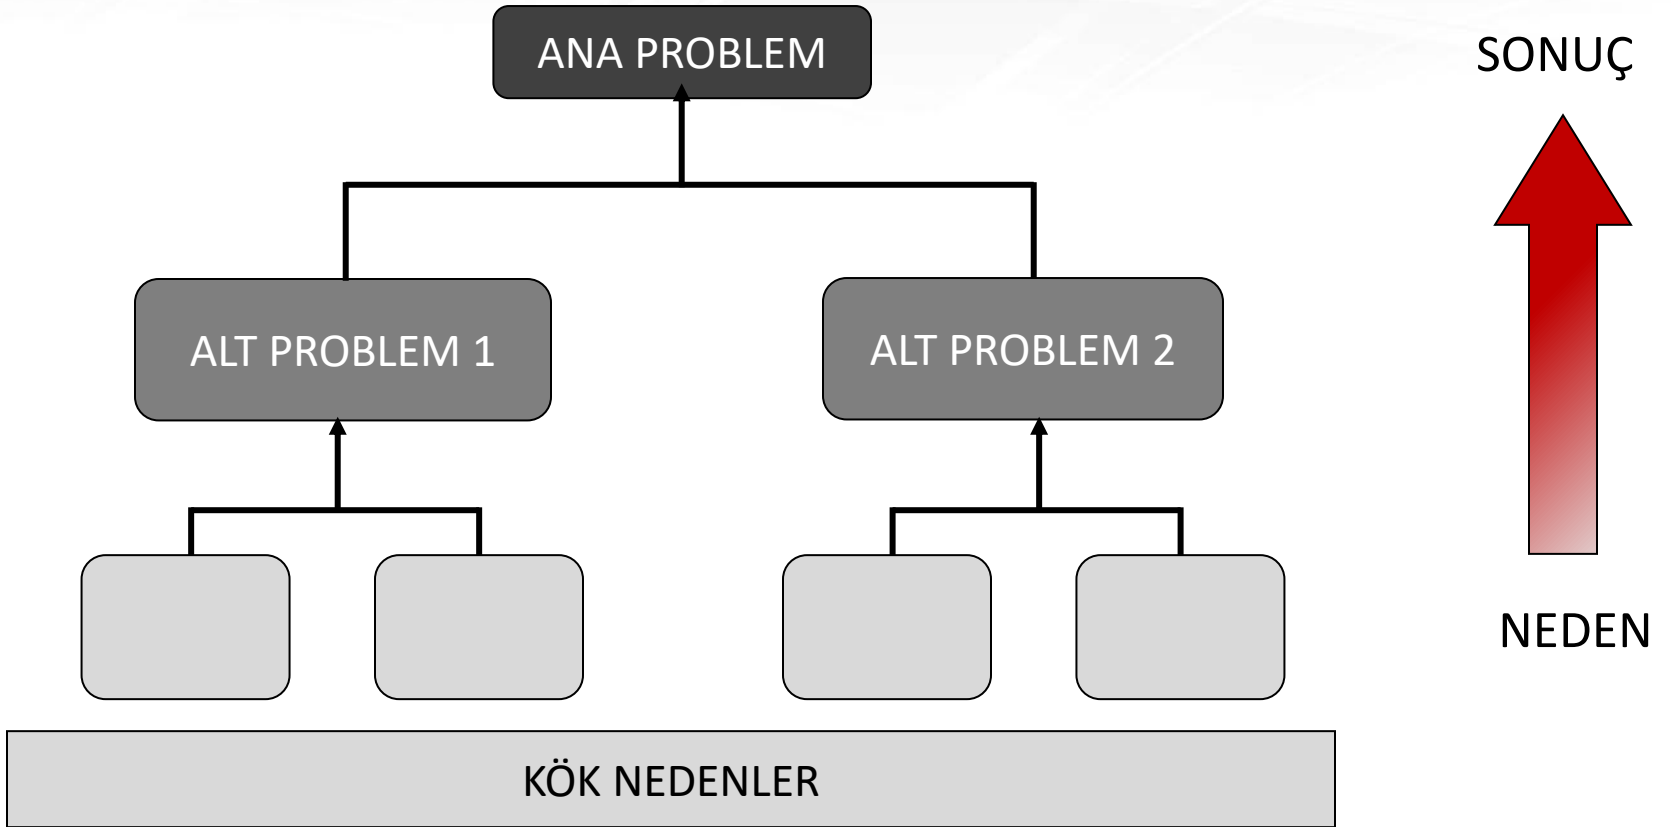 ANA PROBLEM
SONUÇ
ALT PROBLEM 1
ALT PROBLEM 2
NEDEN
KÖK NEDENLER